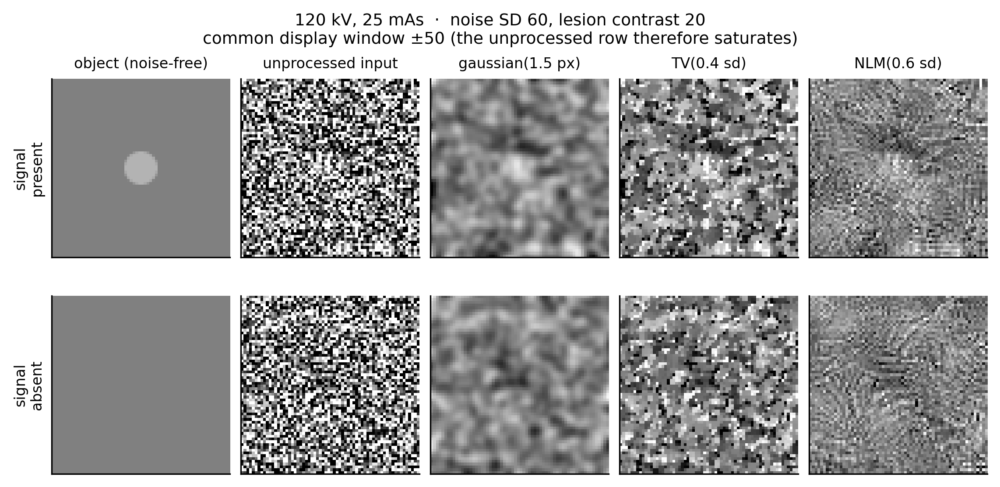 120 kV, 25 mAs · noise SD 60, lesion contrast 20
common display window ±50 (the unprocessed row therefore saturates)
object (noise-free)
unprocessed input
gaussian(1.5 px)
TV(0.4 sd)
NLM(0.6 sd)
signal
present
signal
absent